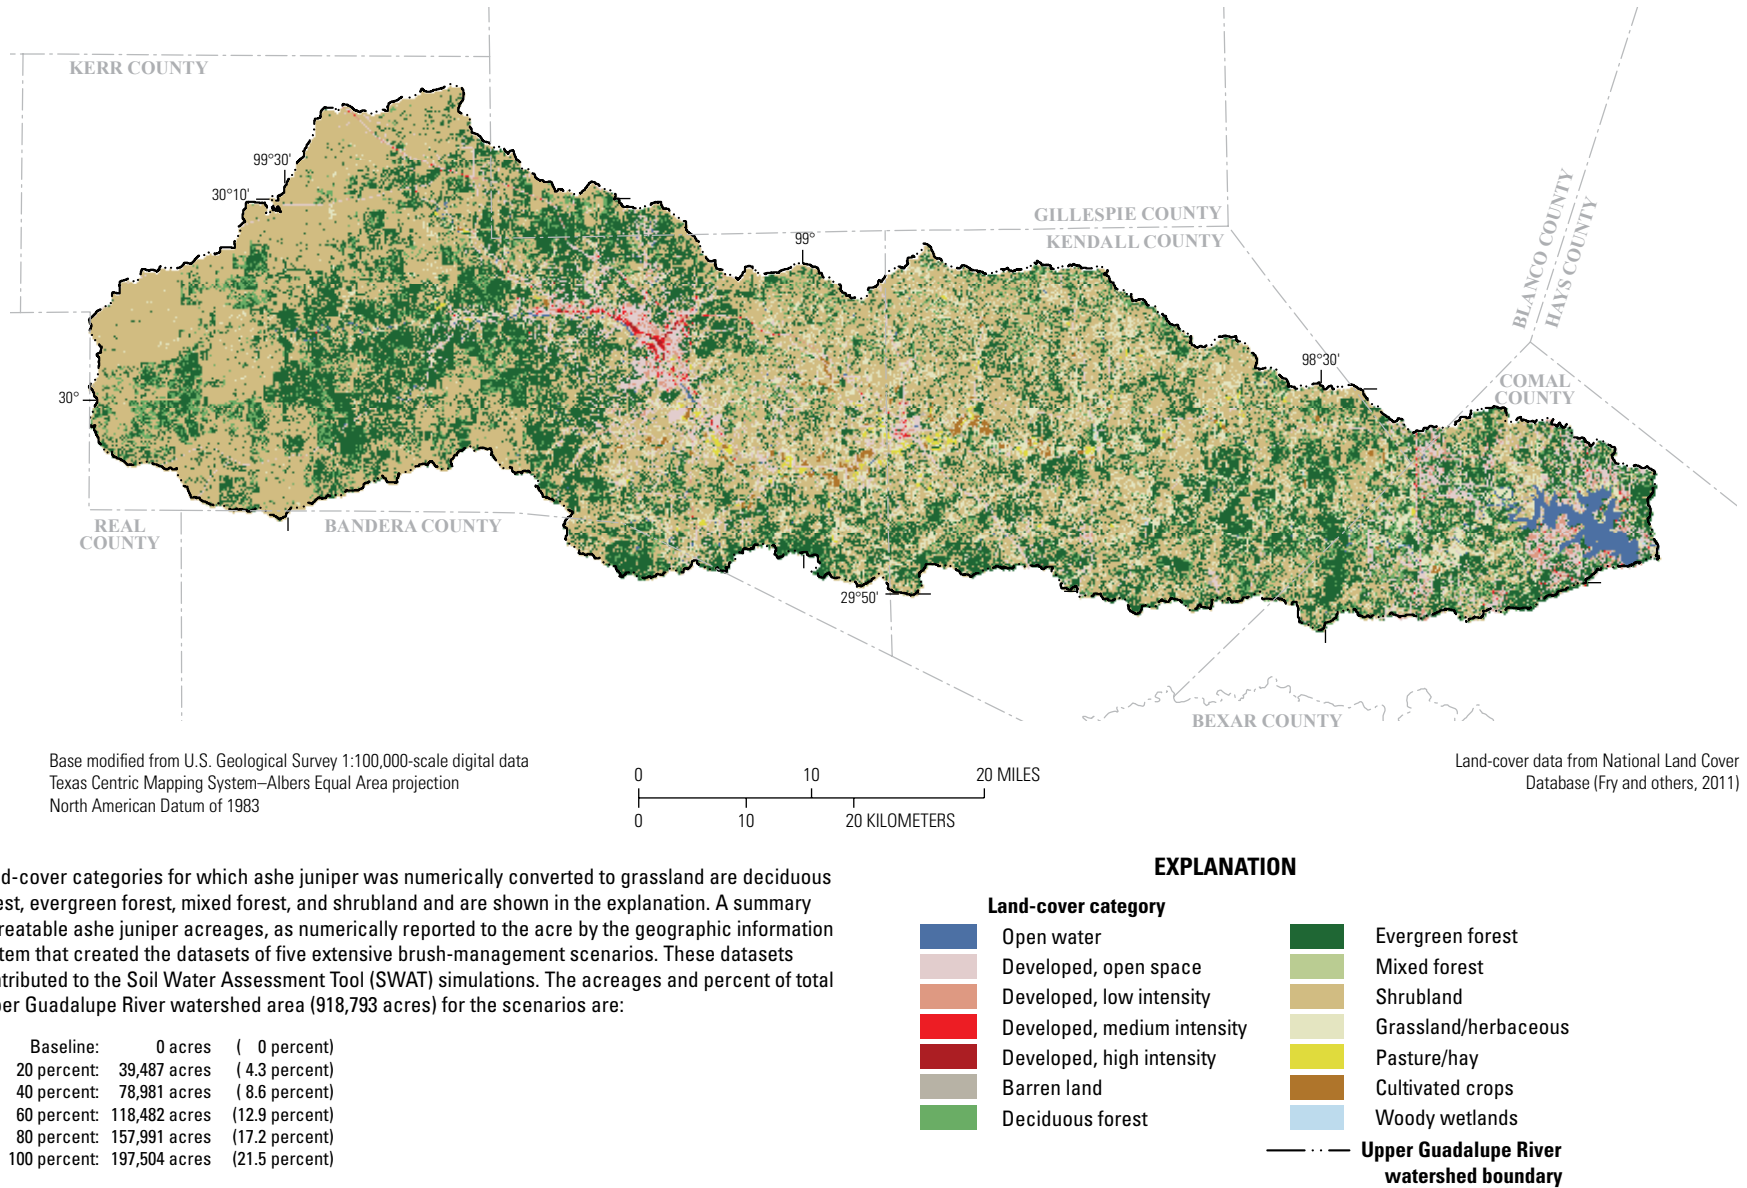 KERR COUNTY
99°30'
30°10'
GILLESPIE COUNTY
KENDALL COUNTY
99°
BLANCO COUNTY
HAYS COUNTY
98°30'
COMAL
COUNTY
30°
REAL
COUNTY
BANDERA COUNTY
29°50'
BEXAR COUNTY
Base modified from U.S. Geological Survey 1:100,000-scale digital data
Texas Centric Mapping System–Albers Equal Area projection
North American Datum of 1983
0 10 20 MILES
0 10 20 KILOMETERS
Land-cover data from National Land Cover
Database (Fry and others, 2011)
d-cover categories for which ashe juniper was numerically converted to grassland are deciduous
est, evergreen forest, mixed forest, and shrubland and are shown in the explanation. A summary
reatable ashe juniper acreages, as numerically reported to the acre by the geographic information
tem that created the datasets of five extensive brush-management scenarios. These datasets
ntributed to the Soil Water Assessment Tool (SWAT) simulations. The acreages and percent of total
per Guadalupe River watershed area (918,793 acres) for the scenarios are:
Baseline: 0 acres ( 0 percent)
20 percent: 39,487 acres ( 4.3 percent)
40 percent: 78,981 acres ( 8.6 percent)
60 percent: 118,482 acres (12.9 percent)
80 percent: 157,991 acres (17.2 percent)
100 percent: 197,504 acres (21.5 percent)
EXPLANATION
Land-cover category
Open water
Developed, open space
Developed, low intensity
Developed, medium intensity
Developed, high intensity
Barren land
Deciduous forest
Evergreen forest
Mixed forest
Shrubland
Grassland/herbaceous
Pasture/hay
Cultivated crops
Woody wetlands
Upper Guadalupe River
watershed boundary